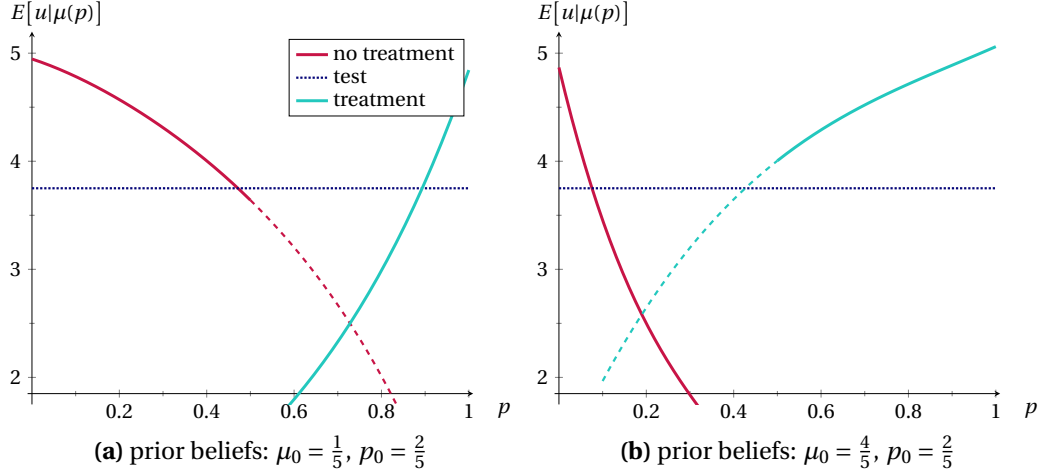 E[u|μ(p)]
5
4
3
2
no treatment
test
treatment
0.2 0.4 0.6 0.8 1 p
(a) prior beliefs: μ₀ = 1/5, p₀ = 2/5
E[u|μ(p)]
5
4
3
2
0.2 0.4 0.6 0.8 1 p
(b) prior beliefs: μ₀ = 4/5, p₀ = 2/5